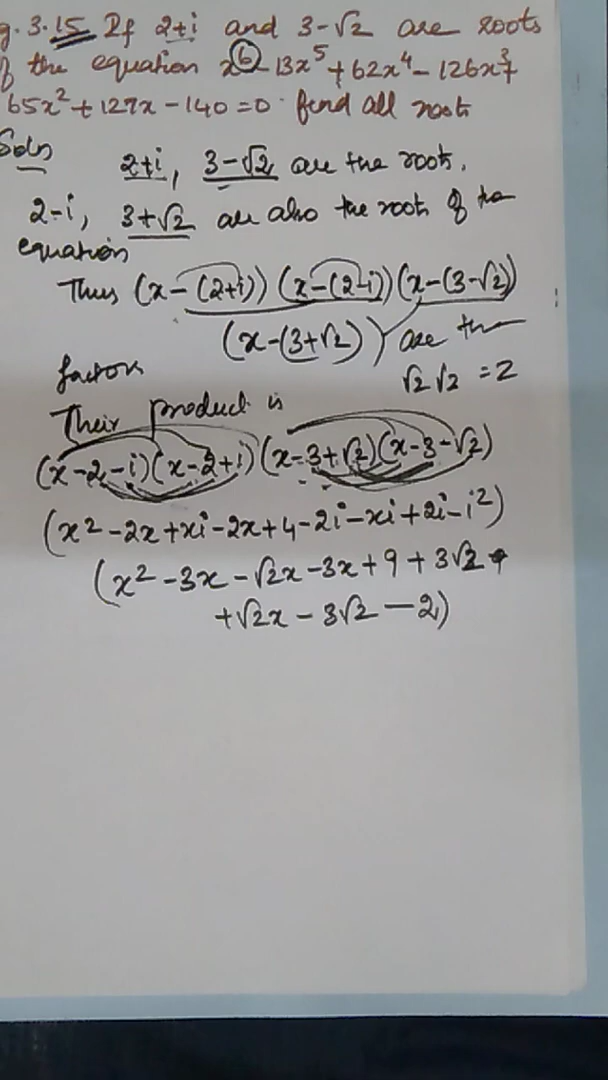 g. 3.15 If 2+i and 3-√2 are roots
of the equation x⁶-13x⁵+62x⁴-126x³+
65x²+127x-140=0. find all roots
Soln 2+i, 3-√2 are the roots.
2-i, 3+√2 are also the roots of the
equation
Thus (x-(2+i))(x-(2-i))(x-(3-√2))
(x-(3+√2)) are the
factors
√2√2 = 2
Their product is
(x-2-i)(x-2+i)(x-3+√2)(x-3-√2)
(x²-2x+xi-2x+4-2i-xi+2i-i²)
(x²-3x-√2x-3x+9+3√2
+√2x-3√2-2)